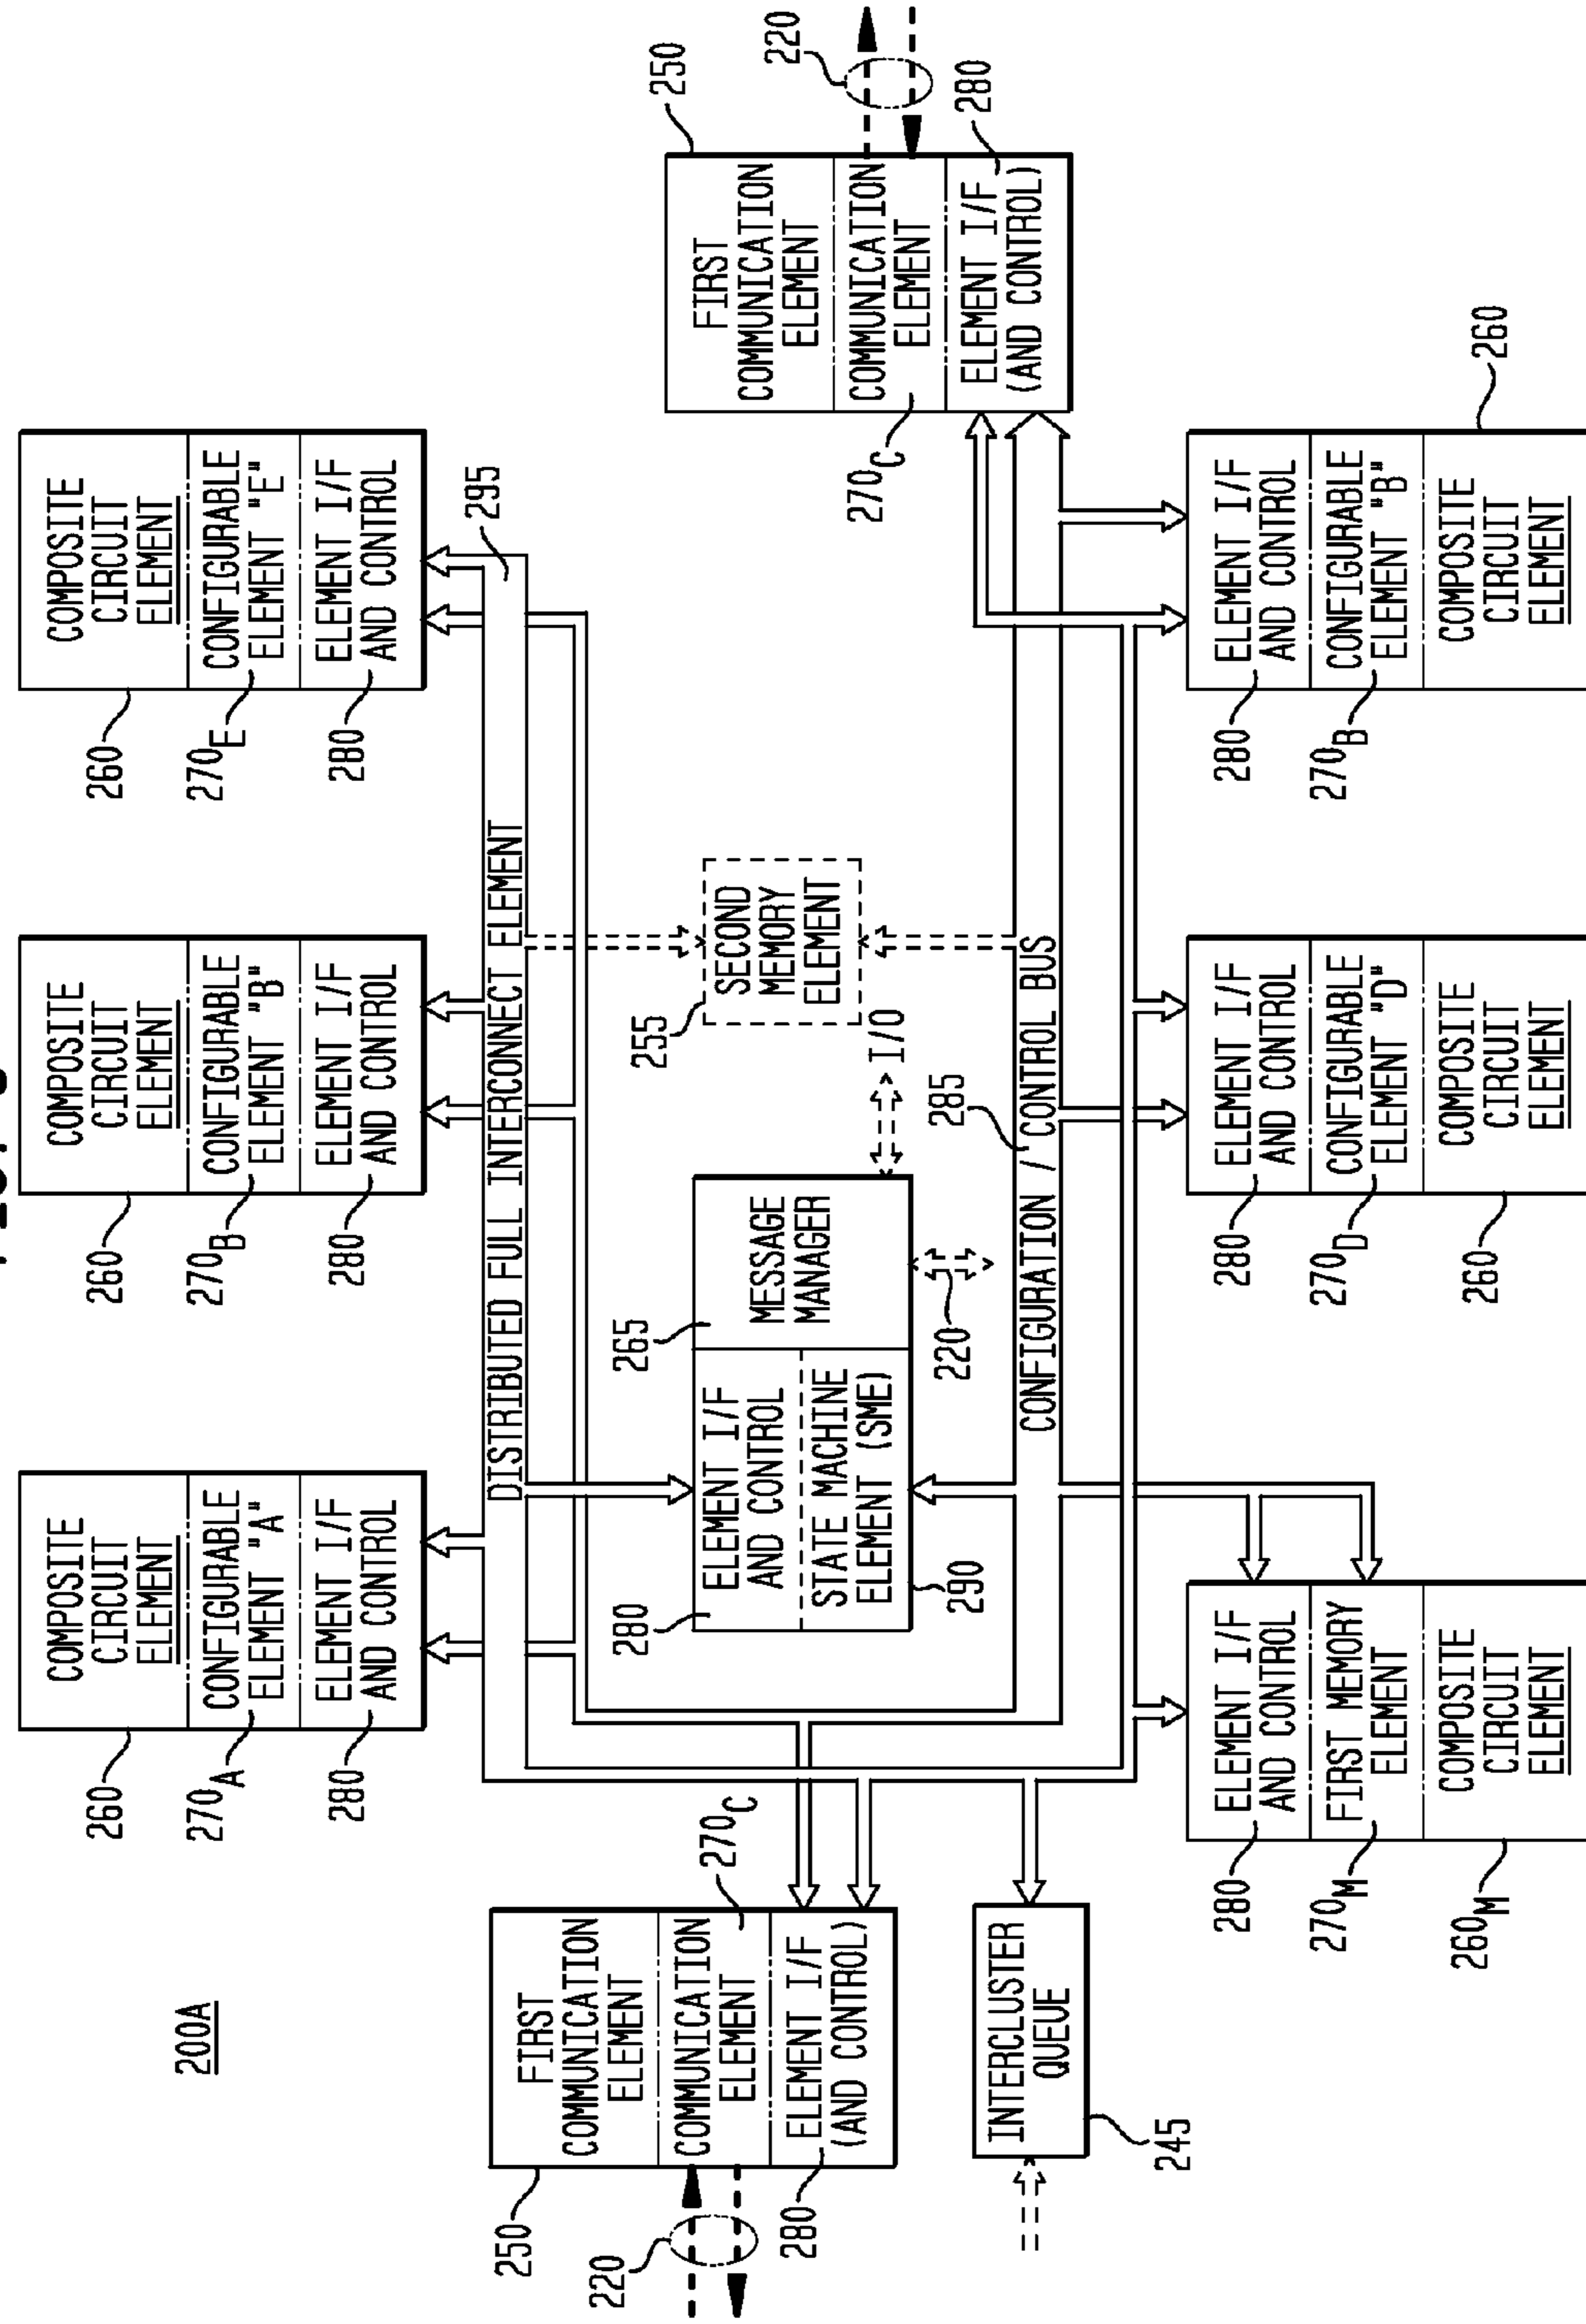 200A
260
COMPOSITE
CIRCUIT
ELEMENT
270A
CONFIGURABLE
ELEMENT "A"
280
ELEMENT I/F
AND CONTROL
260
COMPOSITE
CIRCUIT
ELEMENT
270B
CONFIGURABLE
ELEMENT "B"
280
ELEMENT I/F
AND CONTROL
260
COMPOSITE
CIRCUIT
ELEMENT
270E
CONFIGURABLE
ELEMENT "E"
280
ELEMENT I/F
AND CONTROL
295
DISTRIBUTED FULL INTERCONNECT ELEMENT
250
FIRST
COMMUNICATION
ELEMENT
270C
COMMUNICATION
ELEMENT
220
280
ELEMENT I/F
(AND CONTROL)
INTERCLUSTER
QUEUE
245
280
ELEMENT I/F
AND CONTROL
265
MESSAGE
MANAGER
STATE MACHINE
ELEMENT (SME)
290
220
I/O
255
SECOND
MEMORY
ELEMENT
285
CONFIGURATION / CONTROL BUS
250
FIRST
COMMUNICATION
ELEMENT
220
270C
COMMUNICATION
ELEMENT
280
ELEMENT I/F
(AND CONTROL)
280
ELEMENT I/F
AND CONTROL
270M
FIRST MEMORY
ELEMENT
260M
COMPOSITE
CIRCUIT
ELEMENT
280
ELEMENT I/F
AND CONTROL
270D
CONFIGURABLE
ELEMENT "D"
260
COMPOSITE
CIRCUIT
ELEMENT
280
ELEMENT I/F
AND CONTROL
270B
CONFIGURABLE
ELEMENT "B"
260
COMPOSITE
CIRCUIT
ELEMENT